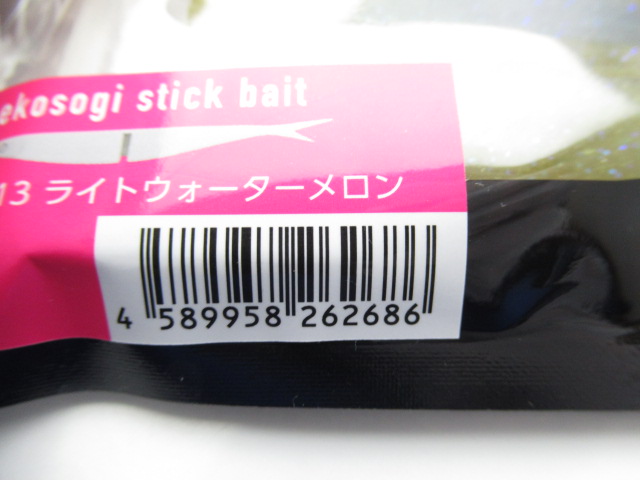 ekosogi stick bait
13 ライトウォーターメロン
4 589958 262686